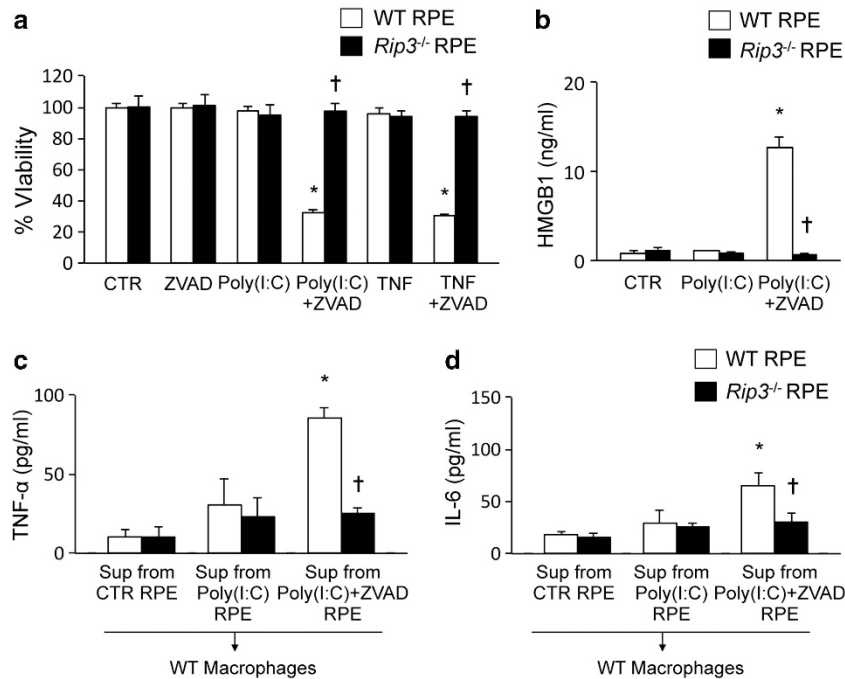 a
WT RPE
Rip3-/- RPE
% Viability
120
100
80
60
40
20
0
†
†
*
*
CTR
ZVAD
Poly(I:C)
Poly(I:C)
+ZVAD
TNF
TNF
+ZVAD
b
WT RPE
Rip3-/- RPE
HMGB1 (ng/ml)
20
10
0
*
†
CTR
Poly(I:C)
Poly(I:C)
+ZVAD
c
TNF-α (pg/ml)
100
50
0
*
†
Sup from
CTR RPE
Sup from
Poly(I:C)
RPE
Sup from
Poly(I:C)+ZVAD
RPE
WT Macrophages
d
WT RPE
Rip3-/- RPE
IL-6 (pg/ml)
150
100
50
0
*
†
Sup from
CTR RPE
Sup from
Poly(I:C)
RPE
Sup from
Poly(I:C)+ZVAD
RPE
WT Macrophages